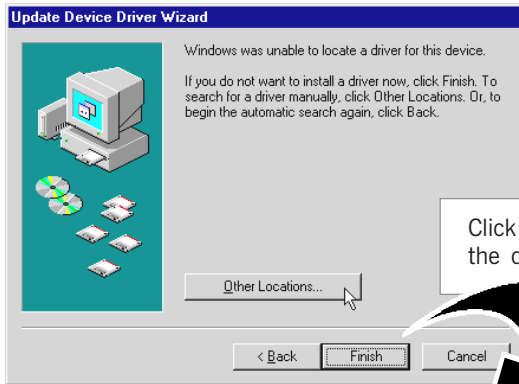 Update Device Driver Wizard
Windows was unable to locate a driver for this device.
If you do not want to install a driver now, click Finish. To
search for a driver manually, click Other Locations. Or, to
begin the automatic search again, click Back.
Click
the
Other Locations...
< Back
Finish
Cancel